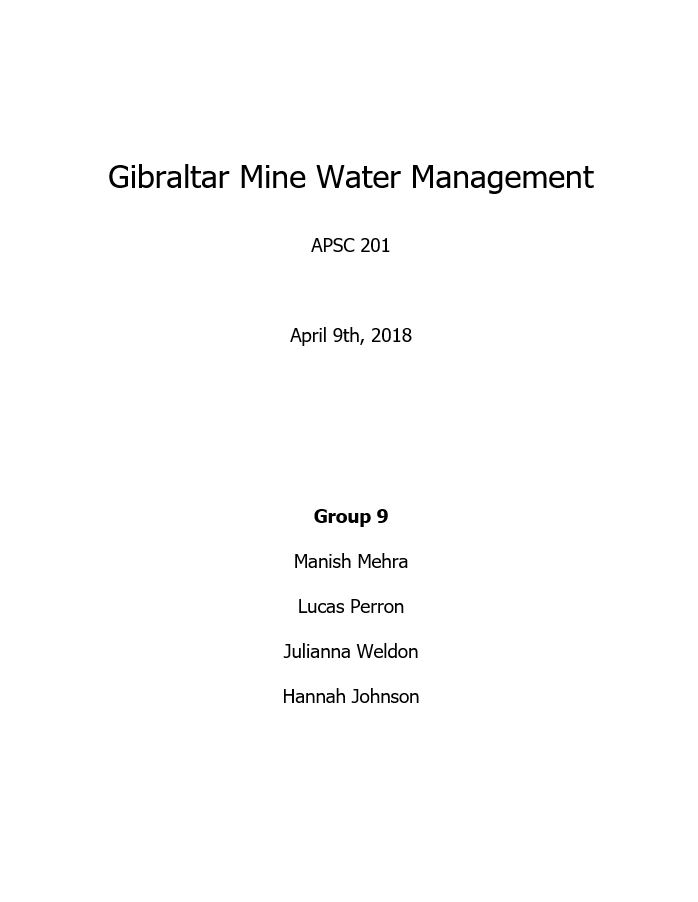 Gibraltar Mine Water Management
APSC 201
April 9th, 2018
Group 9
Manish Mehra
Lucas Perron
Julianna Weldon
Hannah Johnson